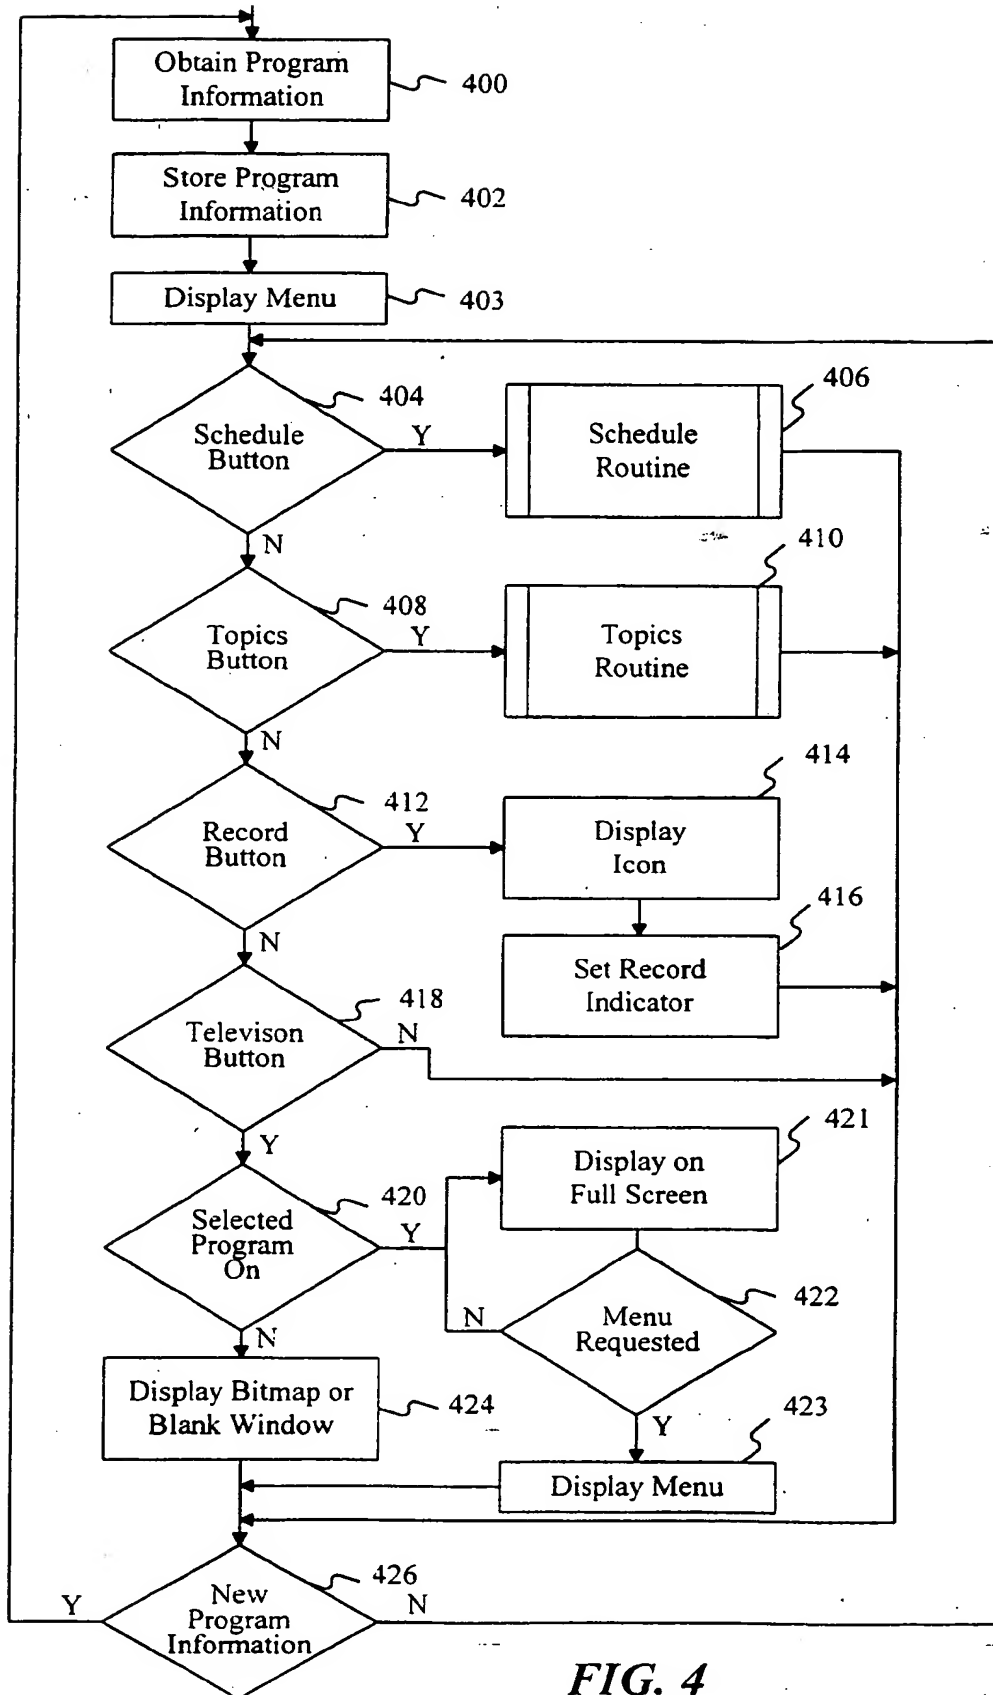 Obtain Program
Information
400
Store Program
Information
402
Display Menu
403
404
Schedule
Button
Y
N
406
Schedule
Routine
408
Topics
Button
Y
N
410
Topics
Routine
412
Record
Button
Y
N
414
Display
Icon
416
Set Record
Indicator
418
Televison
Button
N
Y
420
Selected
Program
On
Y
N
421
Display on
Full Screen
422
Menu
Requested
N
Y
Display Bitmap or
Blank Window
424
423
Display Menu
426
New
Program
Information
Y
N
FIG. 4